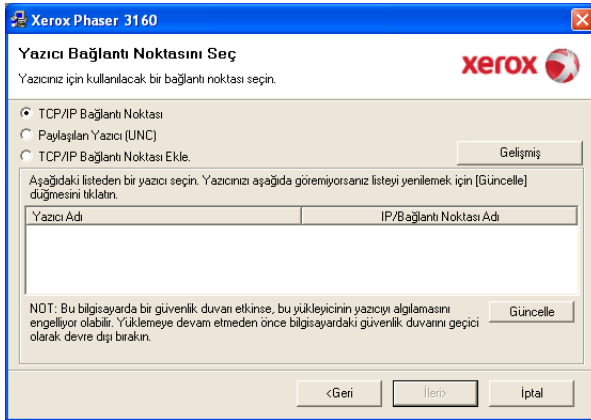 Xerox Phaser 3160
Yazıcı Bağlantı Noktasını Seç
Yazıcınız için kullanılacak bir bağlantı noktası seçin.
xerox
TCP/IP Bağlantı Noktası
Paylaşılan Yazıcı (UNC)
TCP/IP Bağlantı Noktası Ekle.
Gelişmiş
Aşağıdaki listeden bir yazıcı seçin. Yazıcınızı aşağıda göremiyorsanız listeyi yenilemek için [Güncelle]
düğmesini tıklatın.
Yazıcı Adı IP/Bağlantı Noktası Adı
NOT: Bu bilgisayarda bir güvenlik duvarı etkinse, bu yükleyicinin yazıcıyı algılamasını
engelliyor olabilir. Yüklemeye devam etmeden önce bilgisayardaki güvenlik duvarını geçici
olarak devre dışı bırakın.
Güncelle
<Geri İleri> İptal